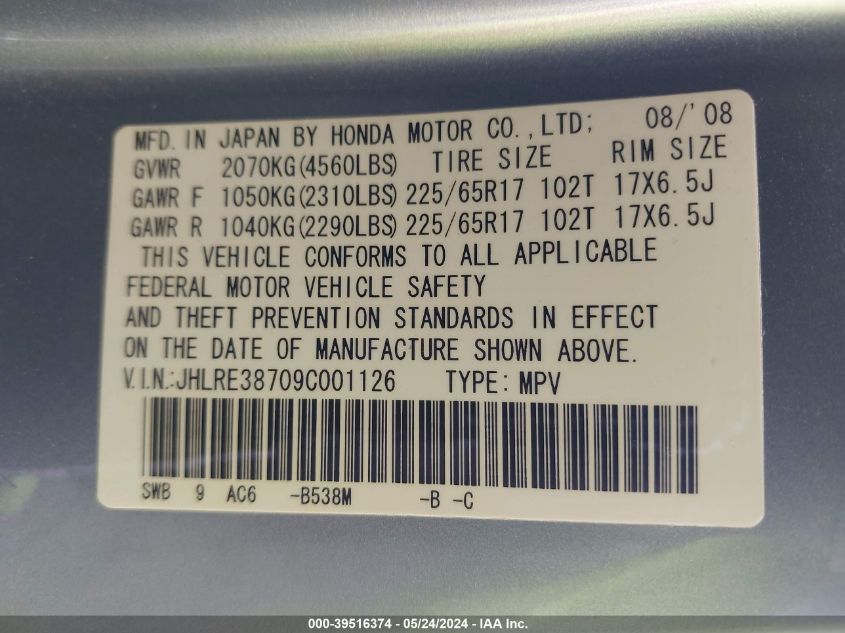 MFD. IN JAPAN BY HONDA MOTOR CO., LTD; 08/'08
GVWR 2070KG(4560LBS) TIRE SIZE RIM SIZE
GAWR F 1050KG(2310LBS) 225/65R17 102T 17X6.5J
GAWR R 1040KG(2290LBS) 225/65R17 102T 17X6.5J
THIS VEHICLE CONFORMS TO ALL APPLICABLE
FEDERAL MOTOR VEHICLE SAFETY
AND THEFT PREVENTION STANDARDS IN EFFECT
ON THE DATE OF MANUFACTURE SHOWN ABOVE.
V.I.N.:JHLRE38709C001126 TYPE: MPV
SWB 9 AC6 -B538M -B -C
000-39516374 - 05/24/2024 - IAA Inc.